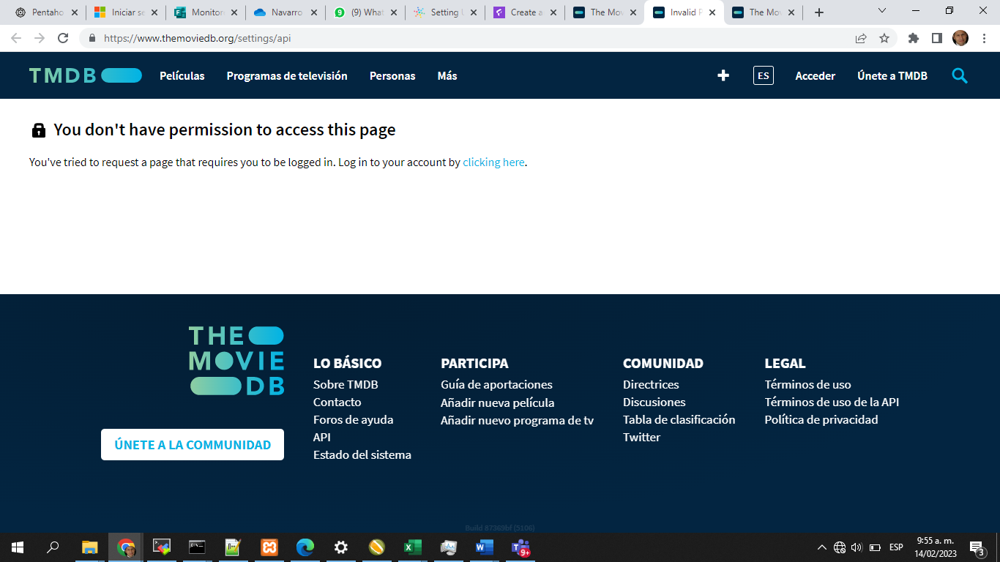 Pentaho
Iniciar se
Monitor
Navarro
(9) What
Setting
Create a
The Mov
Invalid P
The Mov
https://www.themoviedb.org/settings/api
TMDB
Películas
Programas de televisión
Personas
Más
ES
Acceder
Únete a TMDB
You don't have permission to access this page
You've tried to request a page that requires you to be logged in. Log in to your account by clicking here.
THE
MOVIE
DB
ÚNETE A LA COMMUNIDAD
LO BÁSICO
Sobre TMDB
Contacto
Foros de ayuda
API
Estado del sistema
PARTICIPA
Guía de aportaciones
Añadir nueva película
Añadir nuevo programa de tv
COMUNIDAD
Directrices
Discusiones
Tabla de clasificación
Twitter
LEGAL
Términos de uso
Términos de uso de la API
Política de privacidad
Build 87369bf (5106)
9+
ESP
9:55 a. m.
14/02/2023
3